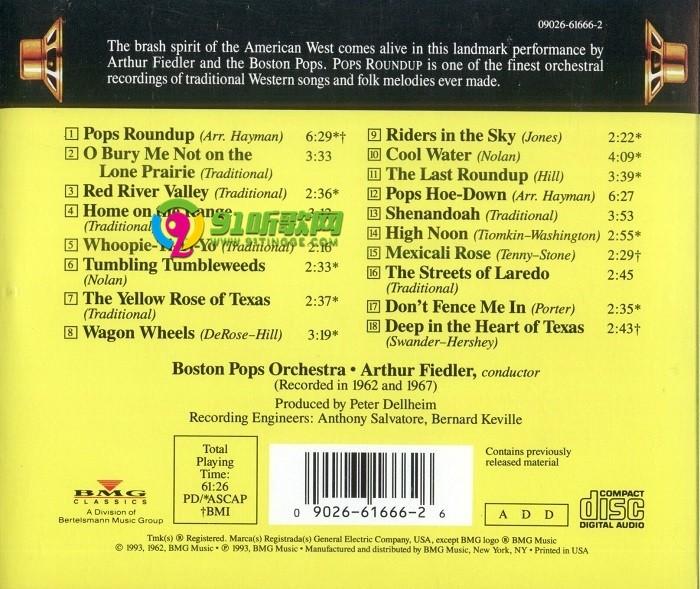 09026-61666-2
The brash spirit of the American West comes alive in this landmark performance by
Arthur Fiedler and the Boston Pops. POPS ROUNDUP is one of the finest orchestral
recordings of traditional Western songs and folk melodies ever made.
1 Pops Roundup (Arr. Hayman) 6:29*†
2 O Bury Me Not on the 3:33
Lone Prairie (Traditional)
3 Red River Valley (Traditional) 2:36*
4 Home on the Range
(Traditional)
5 Whoopie-Ti-Yi-Yo (Traditional) 2:16*
6 Tumbling Tumbleweeds 2:33*
(Nolan)
7 The Yellow Rose of Texas 2:37*
(Traditional)
8 Wagon Wheels (DeRose–Hill) 3:19*
9 Riders in the Sky (Jones) 2:22*
10 Cool Water (Nolan) 4:09*
11 The Last Roundup (Hill) 3:39*
12 Pops Hoe-Down (Arr. Hayman) 6:27
13 Shenandoah (Traditional) 3:53
14 High Noon (Tiomkin–Washington) 2:55*
15 Mexicali Rose (Tenny–Stone) 2:29†
16 The Streets of Laredo 2:45
(Traditional)
17 Don't Fence Me In (Porter) 2:35*
18 Deep in the Heart of Texas 2:43†
(Swander–Hershey)
91听歌网
WWW.91TINGGE.COM
Boston Pops Orchestra • Arthur Fiedler, conductor
(Recorded in 1962 and 1967)
Produced by Peter Dellheim
Recording Engineers: Anthony Salvatore, Bernard Keville
BMG
CLASSICS
A Division of
Bertelsmann Music Group
Total
Playing
Time:
61:26
PD/*ASCAP
†BMI
0 9026-61666-2 6
Contains previously
released material
A D D
COMPACT
disc
DIGITAL AUDIO
Tmk(s) ® Registered. Marca(s) Registrada(s) General Electric Company, USA, except BMG logo ® BMG Music
© 1993, 1962, BMG Music • ℗ 1993, BMG Music • Manufactured and distributed by BMG Music, New York, NY • Printed in USA